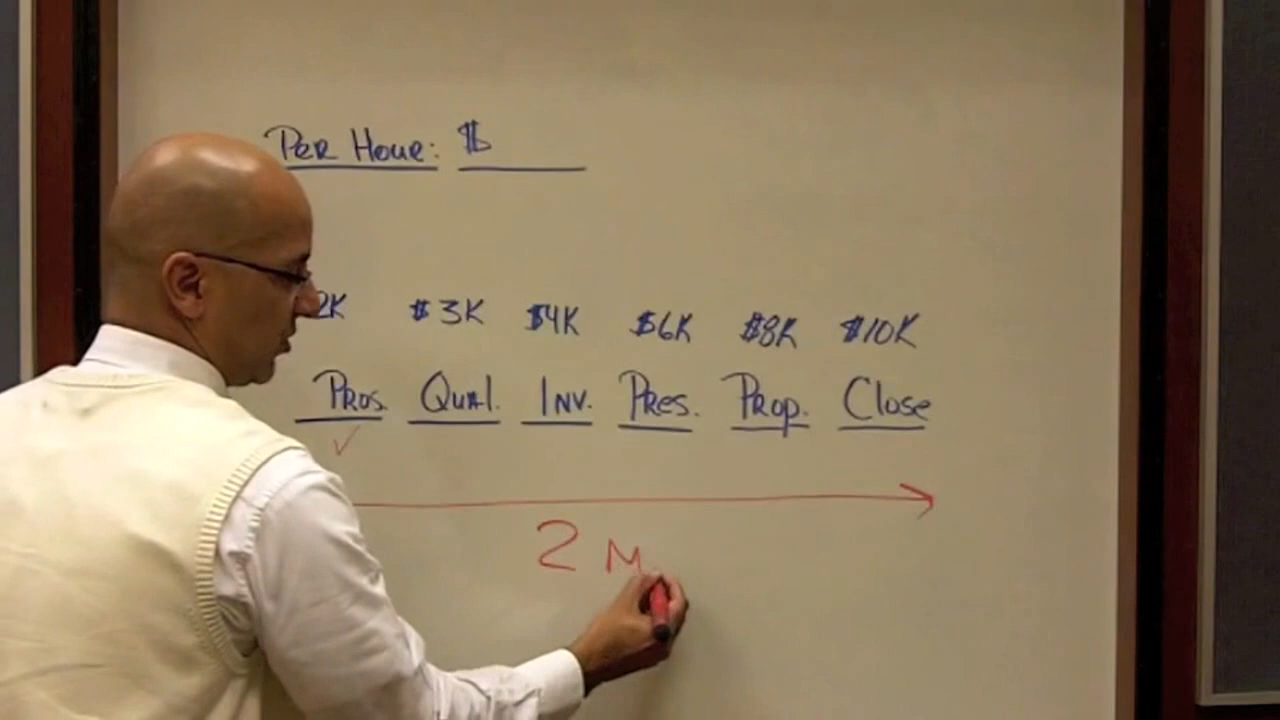 Per Hour: $
2K $3K $4K $6K $8K $10K
Pros. Qual. Inv. Pres. Prop. Close
2 M